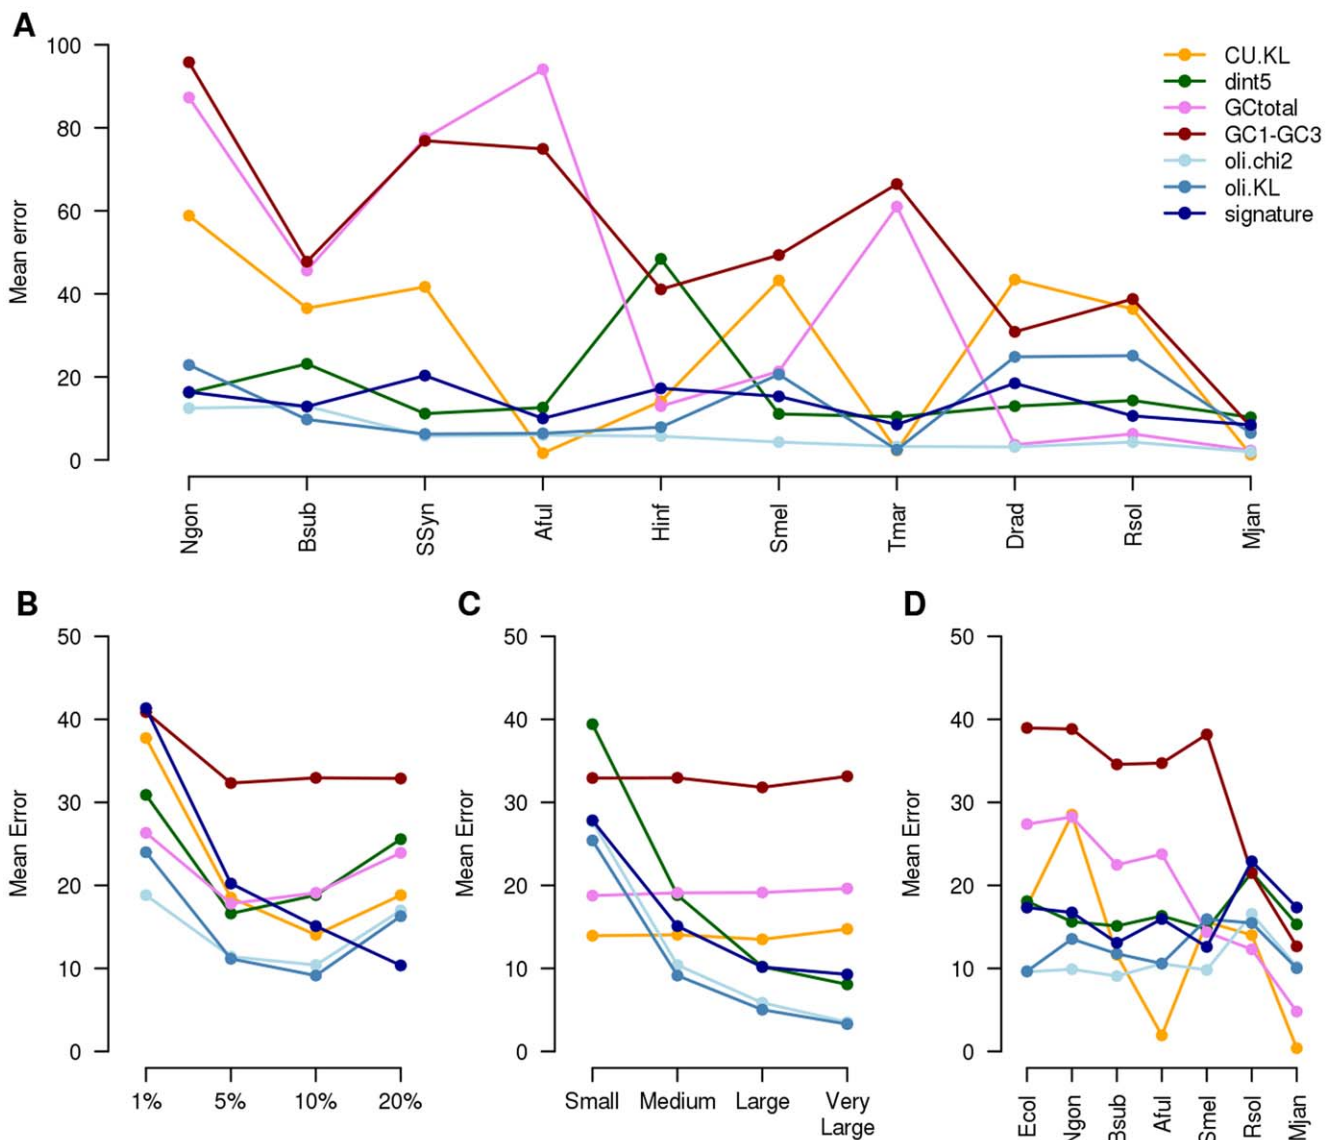 A
100
80
60
40
20
0
Mean error
CU.KL
dint5
GCtotal
GC1-GC3
oli.chi2
oli.KL
signature
Ngon
Bsub
SSyn
Aful
Hinf
Smel
Tmar
Drad
Rsol
Mjan
B
50
40
30
20
10
0
Mean Error
1%
5%
10%
20%
C
50
40
30
20
10
0
Mean Error
Small
Medium
Large
Very
Large
D
50
40
30
20
10
0
Mean Error
Ecol
Ngon
Bsub
Aful
Smel
Rsol
Mjan